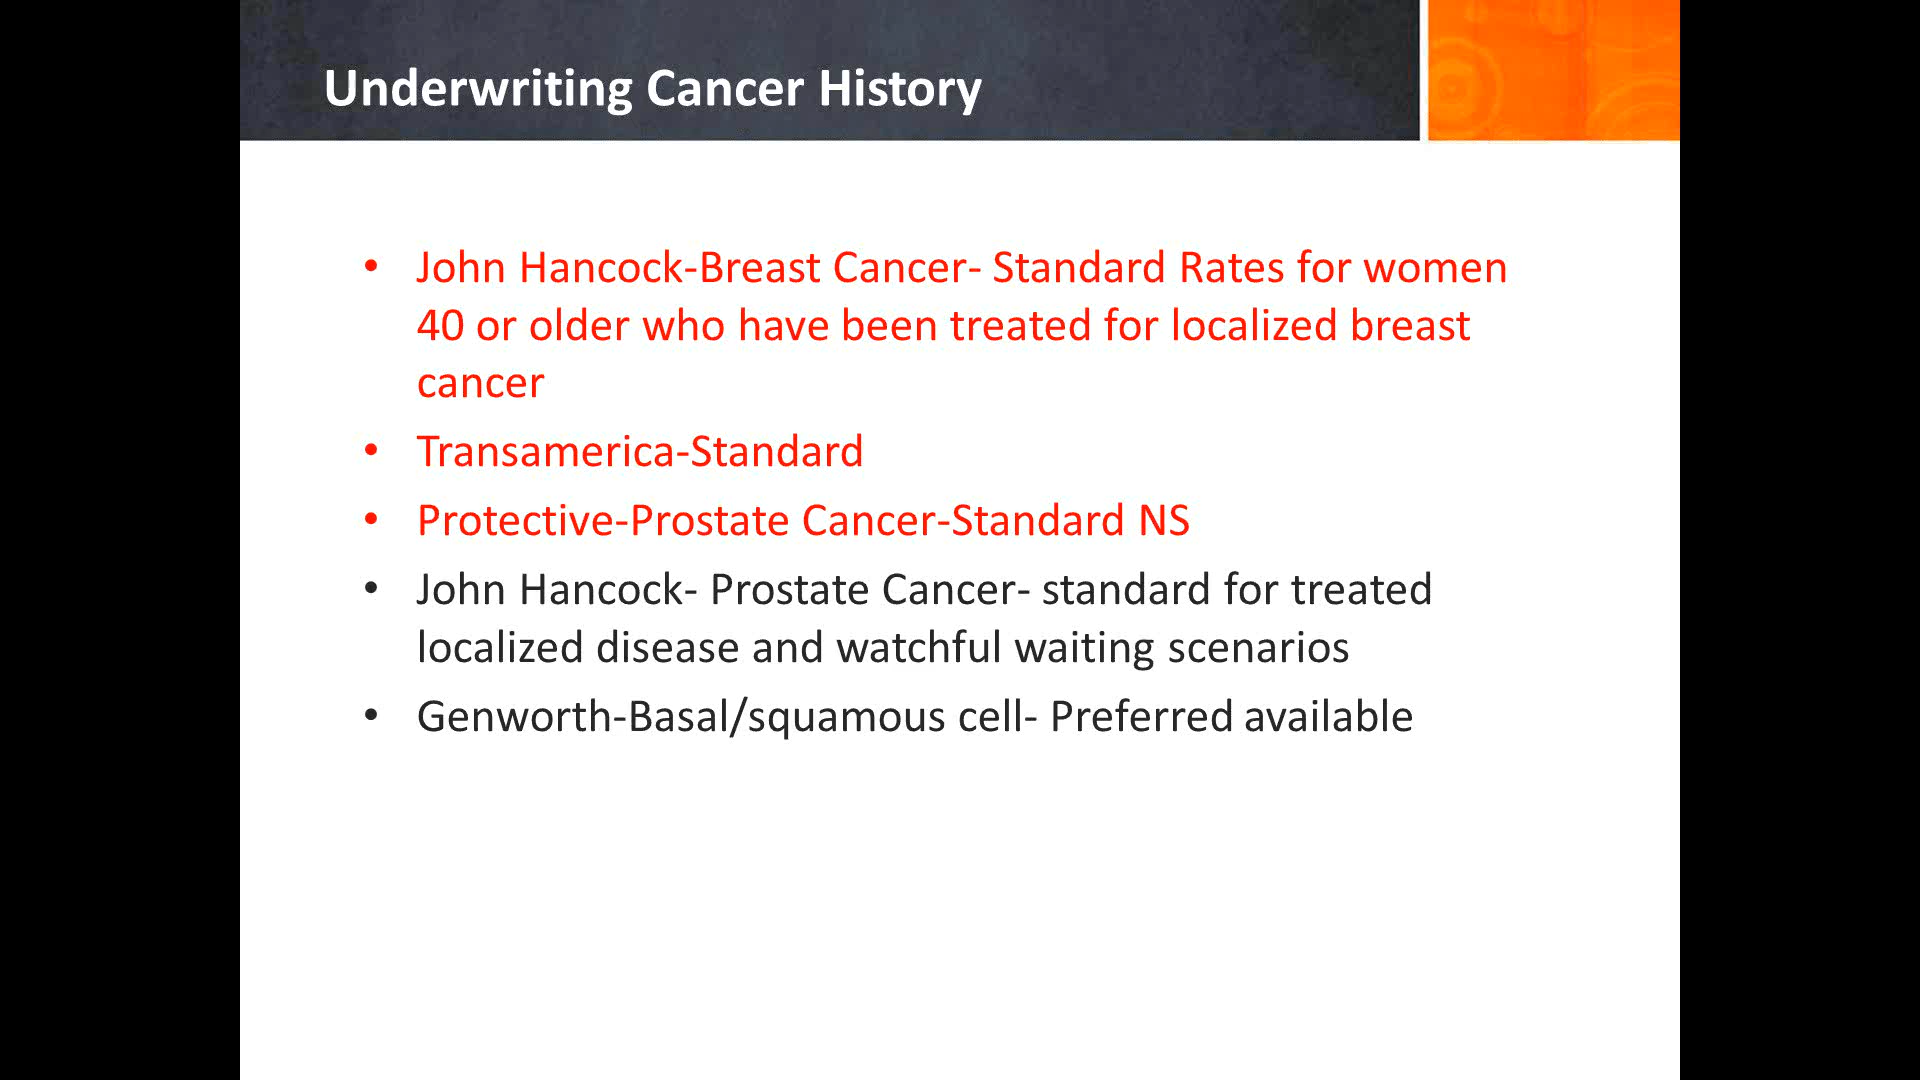 Underwriting Cancer History
• John Hancock-Breast Cancer- Standard Rates for women
40 or older who have been treated for localized breast
cancer
• Transamerica-Standard
• Protective-Prostate Cancer-Standard NS
• John Hancock- Prostate Cancer- standard for treated
localized disease and watchful waiting scenarios
• Genworth-Basal/squamous cell- Preferred available